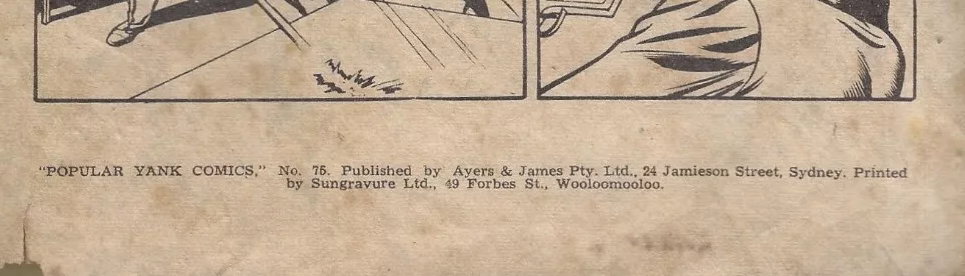 "POPULAR YANK COMICS," No. 75. Published by Ayers & James Pty. Ltd., 24 Jamieson Street, Sydney. Printed
by Sungravure Ltd., 49 Forbes St., Wooloomooloo.